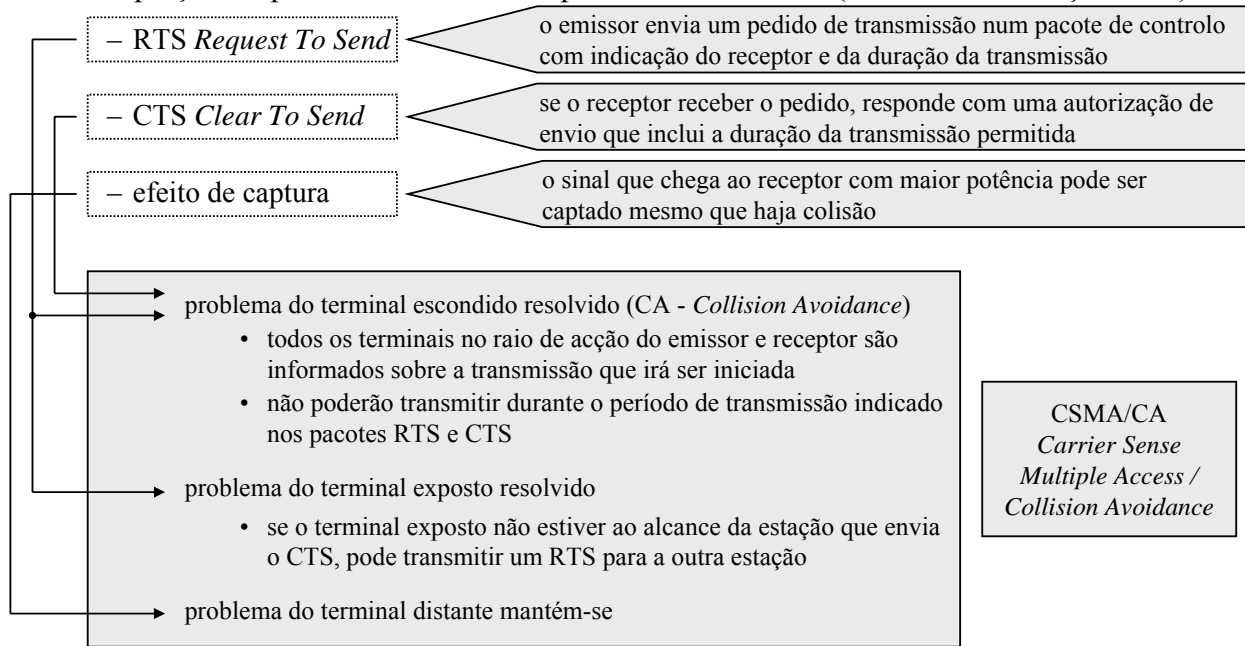 – RTS Request To Send
o emissor envia um pedido de transmissão num pacote de controlo
com indicação do receptor e da duração da transmissão
– CTS Clear To Send
se o receptor receber o pedido, responde com uma autorização de
envio que inclui a duração da transmissão permitida
– efeito de captura
o sinal que chega ao receptor com maior potência pode ser
captado mesmo que haja colisão
problema do terminal escondido resolvido (CA - Collision Avoidance)
• todos os terminais no raio de acção do emissor e receptor são
informados sobre a transmissão que irá ser iniciada
• não poderão transmitir durante o período de transmissão indicado
nos pacotes RTS e CTS
problema do terminal exposto resolvido
• se o terminal exposto não estiver ao alcance da estação que envia
o CTS, pode transmitir um RTS para a outra estação
problema do terminal distante mantém-se
CSMA/CA
Carrier Sense
Multiple Access /
Collision Avoidance